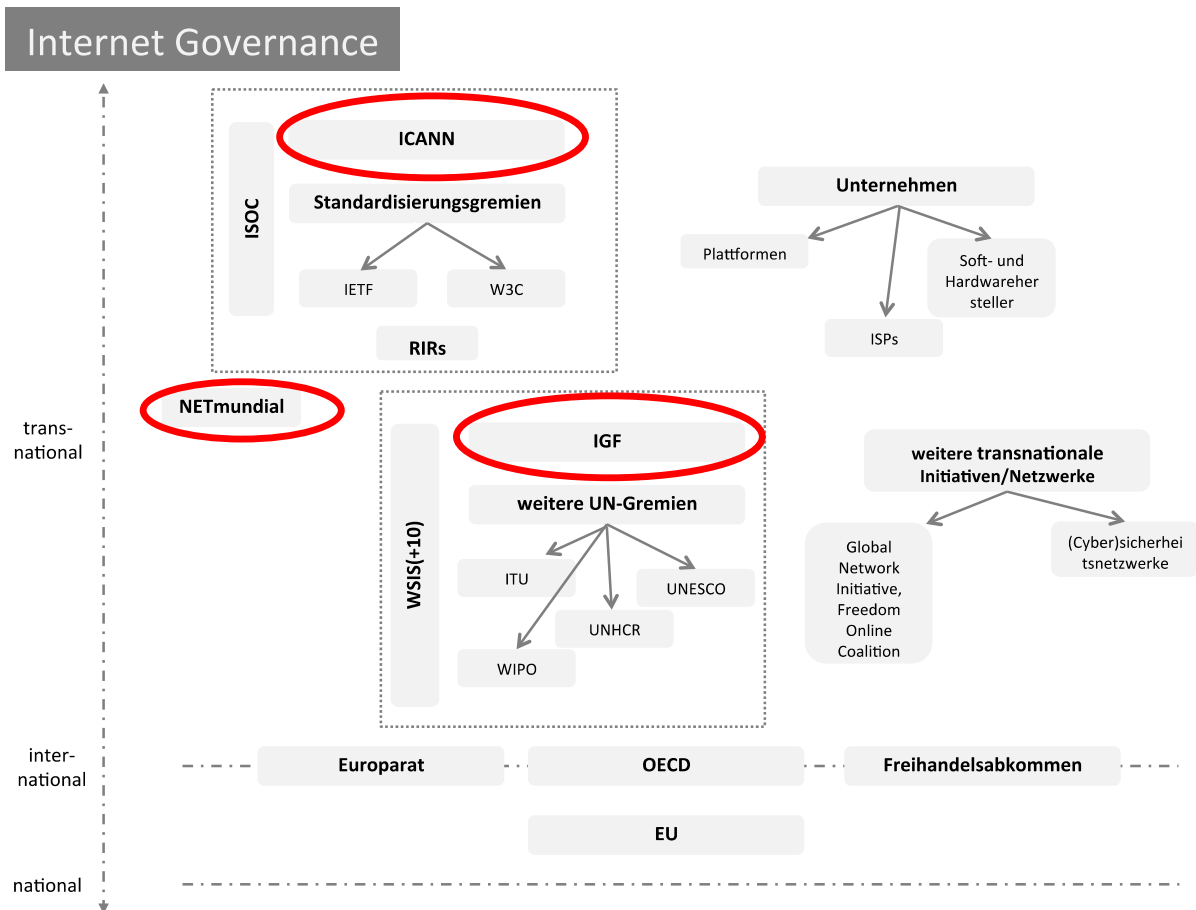 Internet Governance
ICANN
ISOC
Standardisierungsgremien
IETF
W3C
RIRs
Unternehmen
Plattformen
Soft- und
Hardwareher
steller
ISPs
NETmundial
trans-
national
IGF
WSIS(+10)
weitere UN-Gremien
ITU
UNESCO
UNHCR
WIPO
weitere transnationale
Initiativen/Netzwerke
Global
Network
Initiative,
Freedom
Online
Coalition
(Cyber)sicherhei
tsnetzwerke
inter-
national
Europarat
OECD
Freihandelsabkommen
EU
national